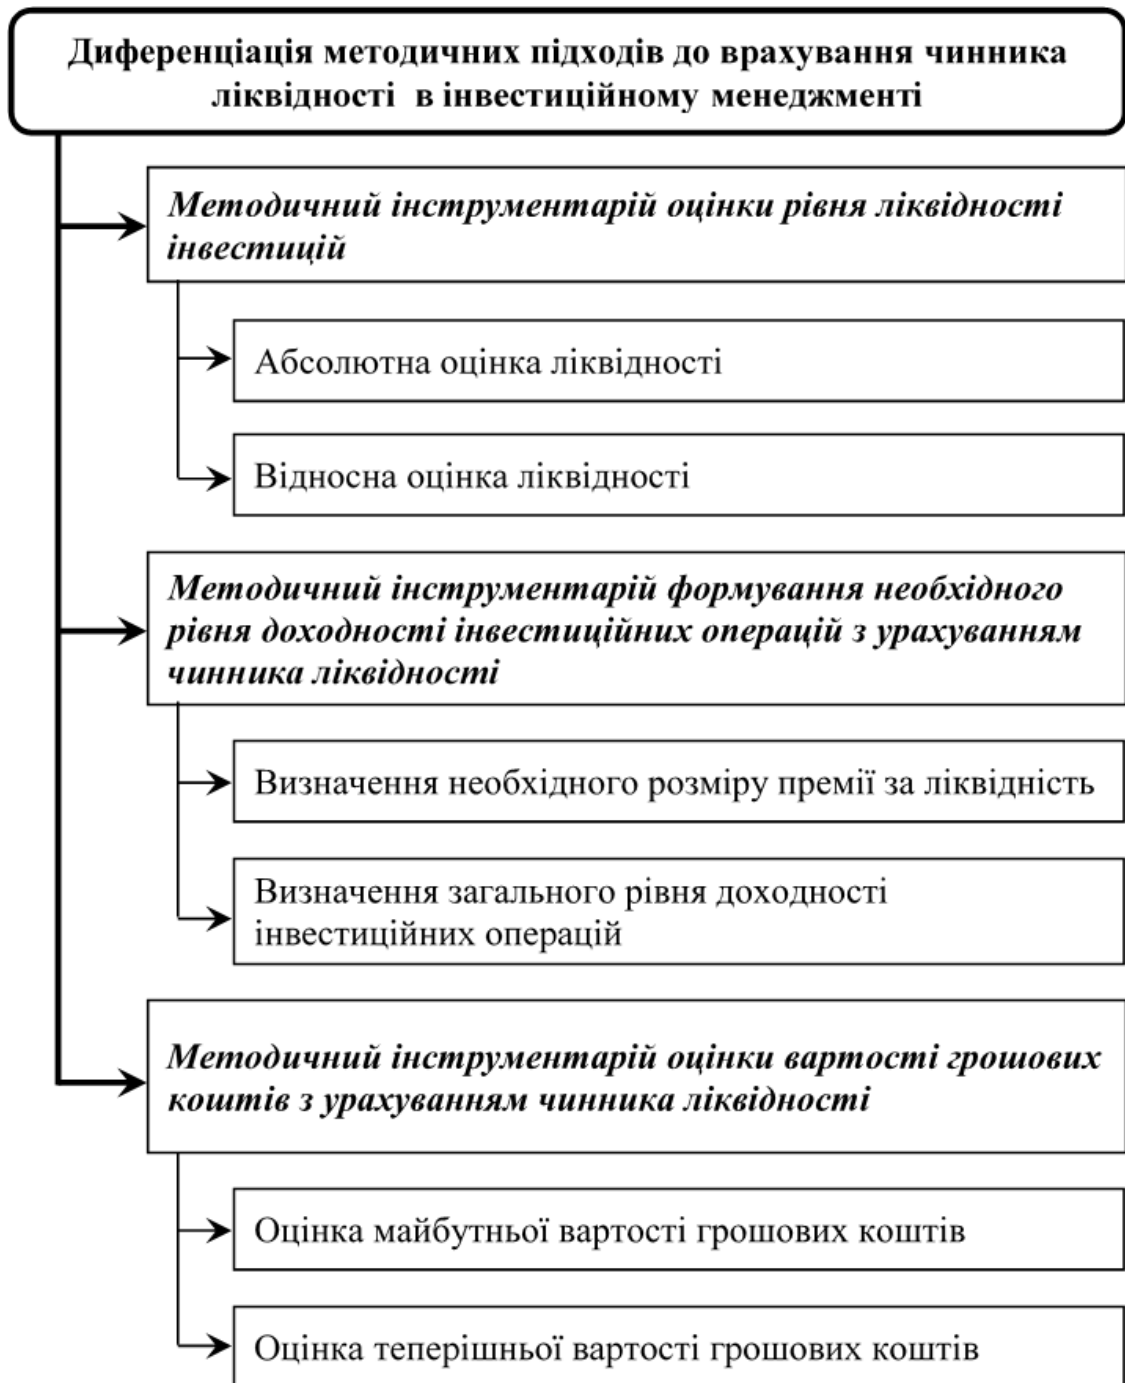 Диференціація методичних підходів до врахування чинника
ліквідності в інвестиційному менеджменті
Методичний інструментарій оцінки рівня ліквідності
інвестицій
Абсолютна оцінка ліквідності
Відносна оцінка ліквідності
Методичний інструментарій формування необхідного
рівня доходності інвестиційних операцій з урахуванням
чинника ліквідності
Визначення необхідного розміру премії за ліквідність
Визначення загального рівня доходності
інвестиційних операцій
Методичний інструментарій оцінки вартості грошових
коштів з урахуванням чинника ліквідності
Оцінка майбутньої вартості грошових коштів
Оцінка теперішньої вартості грошових коштів